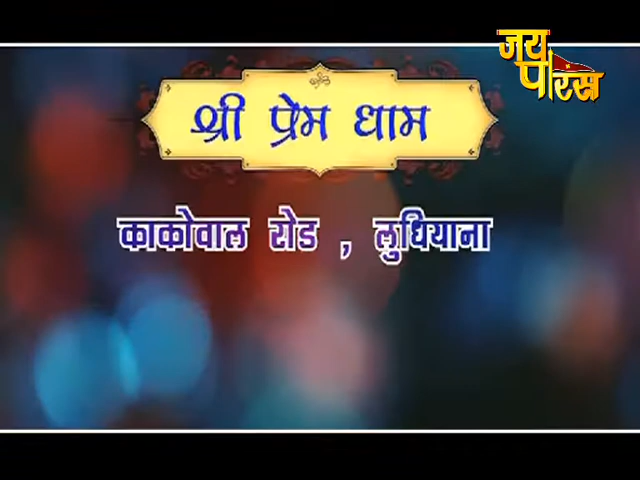 जय
पारस
श्री प्रेम धाम
काकोवाल रोड , लुधियाना